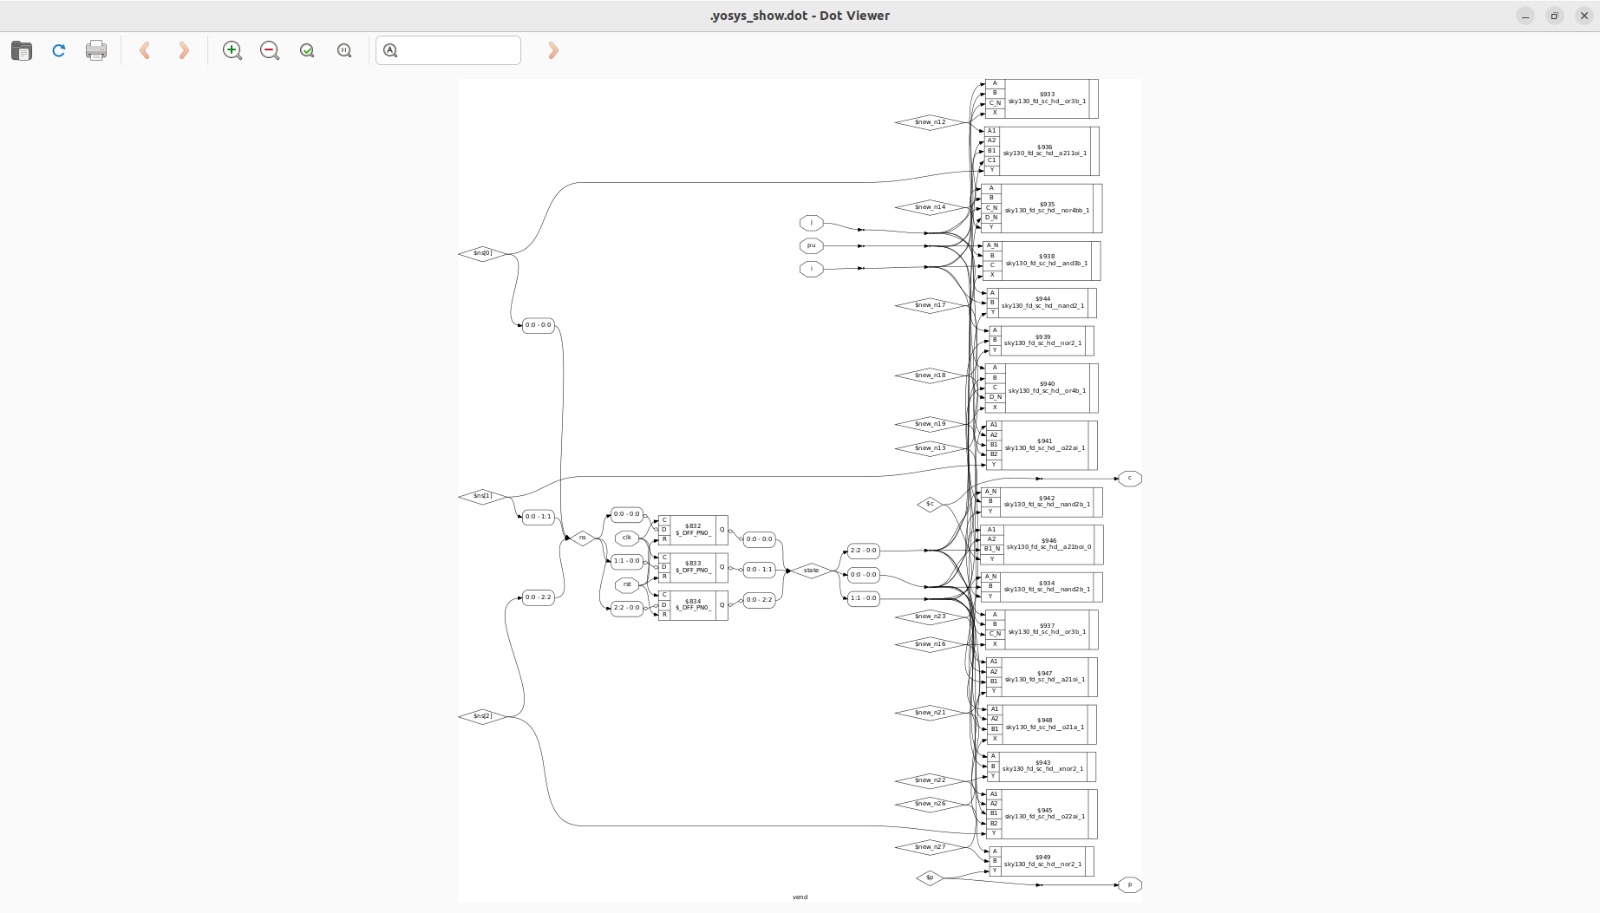 .yosys_show.dot - Dot Viewer
A
B
C_N
X
$933
sky130_fd_sc_hd__or3b_1
$new_n12
A1
A2
B1
C1
Y
$936
sky130_fd_sc_hd__a211oi_1
A
B
C_N
D_N
Y
$935
sky130_fd_sc_hd__nor4bb_1
$new_n14
j
pu
i
A_N
B
C
X
$938
sky130_fd_sc_hd__and3b_1
$ns[0]
A
B
Y
$944
sky130_fd_sc_hd__nand2_1
$new_n17
0:0 - 0:0
A
B
Y
$939
sky130_fd_sc_hd__nor2_1
A
B
C
D_N
X
$940
sky130_fd_sc_hd__or4b_1
$new_n18
$new_n19
$new_n13
A1
A2
B1
B2
Y
$941
sky130_fd_sc_hd__o22ai_1
c
$ns[1]
$c
A_N
B
Y
$942
sky130_fd_sc_hd__nand2b_1
0:0 - 1:1
ns
0:0 - 0:0
clk
1:1 - 0:0
rst
2:2 - 0:0
C
D
R
$832
$_DFF_PN0_
Q
C
D
R
$833
$_DFF_PN0_
Q
C
D
R
$834
$_DFF_PN0_
Q
0:0 - 0:0
0:0 - 1:1
0:0 - 2:2
state
2:2 - 0:0
0:0 - 0:0
1:1 - 0:0
A1
A2
B1_N
Y
$946
sky130_fd_sc_hd__a21boi_0
A_N
B
Y
$934
sky130_fd_sc_hd__nand2b_1
0:0 - 2:2
$new_n23
$new_n16
A
B
C_N
X
$937
sky130_fd_sc_hd__or3b_1
A1
A2
B1
Y
$947
sky130_fd_sc_hd__a21oi_1
$ns[2]
$new_n21
A1
A2
B1
X
$948
sky130_fd_sc_hd__o21a_1
A
B
Y
$943
sky130_fd_sc_hd__xnor2_1
$new_n22
$new_n26
A1
A2
B1
B2
Y
$945
sky130_fd_sc_hd__o22ai_1
$new_n27
A
B
Y
$949
sky130_fd_sc_hd__nor2_1
$p
p
vend